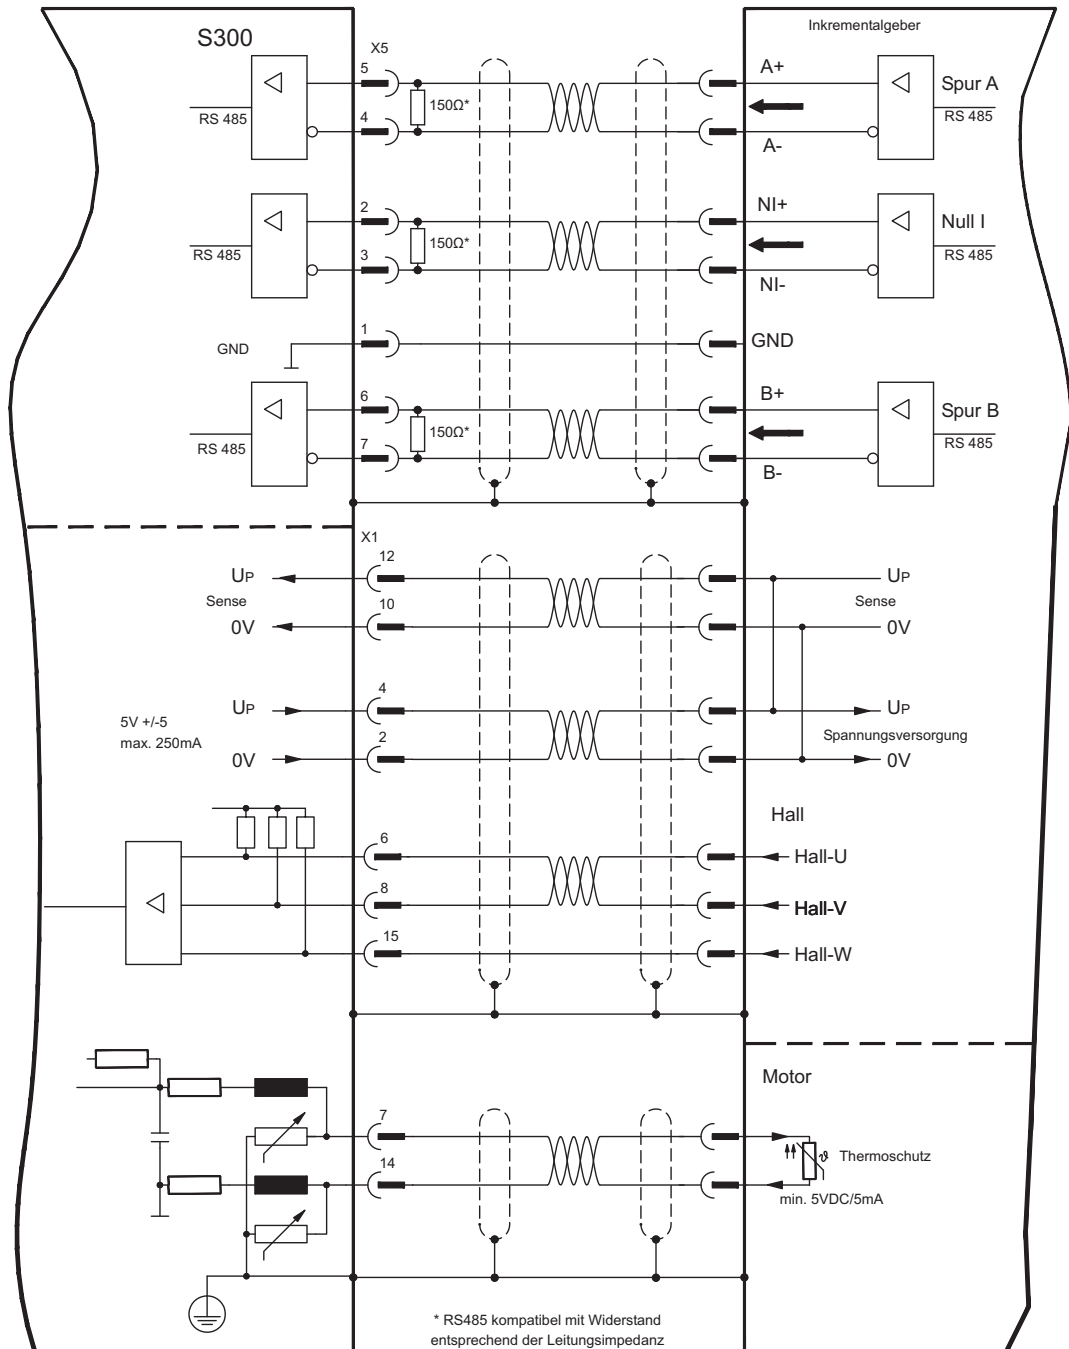 Inkrementalgeber
S300
X5
5
A+
Spur A
150Ω*
RS 485
RS 485
4
A-
2
NI+
Null I
150Ω*
RS 485
RS 485
3
NI-
1
GND
GND
6
B+
Spur B
150Ω*
RS 485
RS 485
7
B-
X1
12
UP
UP
Sense
10
Sense
0V
0V
4
UP
UP
5V +/-5
max. 250mA
Spannungsversorgung
2
0V
0V
Hall
6
Hall-U
8
Hall-V
15
Hall-W
Motor
7
ϑ Thermoschutz
14
min. 5VDC/5mA
* RS485 kompatibel mit Widerstand
entsprechend der Leitungsimpedanz